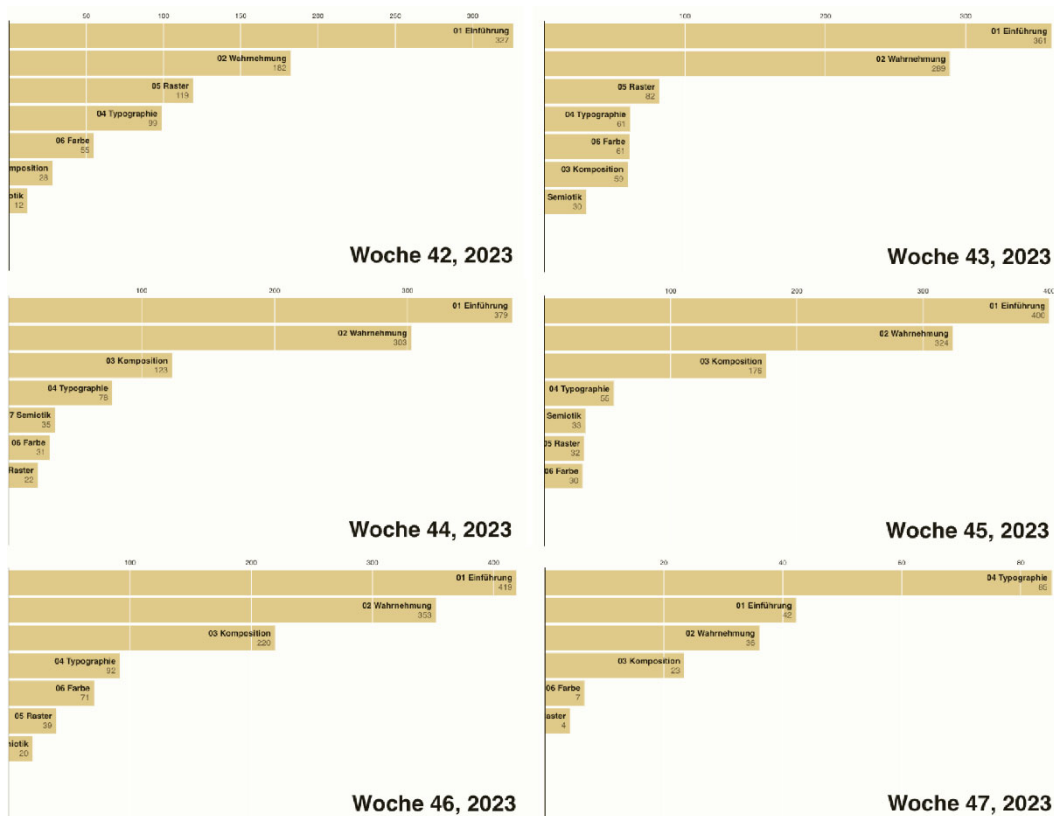 50 100 150 200 250 300
01 Einführung
327
02 Wahrnehmung
182
05 Raster
119
04 Typographie
99
06 Farbe
55
mposition
28
otik
12
Woche 42, 2023
100 200 300
01 Einführung
361
02 Wahrnehmung
289
05 Raster
82
04 Typographie
61
06 Farbe
61
03 Komposition
59
Semiotik
30
Woche 43, 2023
100 200 300
01 Einführung
379
02 Wahrnehmung
303
03 Komposition
123
04 Typographie
78
7 Semiotik
35
06 Farbe
31
Raster
22
Woche 44, 2023
100 200 300 400
01 Einführung
400
02 Wahrnehmung
324
03 Komposition
176
04 Typographie
55
Semiotik
33
05 Raster
32
06 Farbe
30
Woche 45, 2023
100 200 300 400
01 Einführung
419
02 Wahrnehmung
353
03 Komposition
220
04 Typographie
92
06 Farbe
71
05 Raster
39
niotik
20
Woche 46, 2023
20 40 60 80
04 Typographie
85
01 Einführung
42
02 Wahrnehmung
36
03 Komposition
23
06 Farbe
7
aster
4
Woche 47, 2023